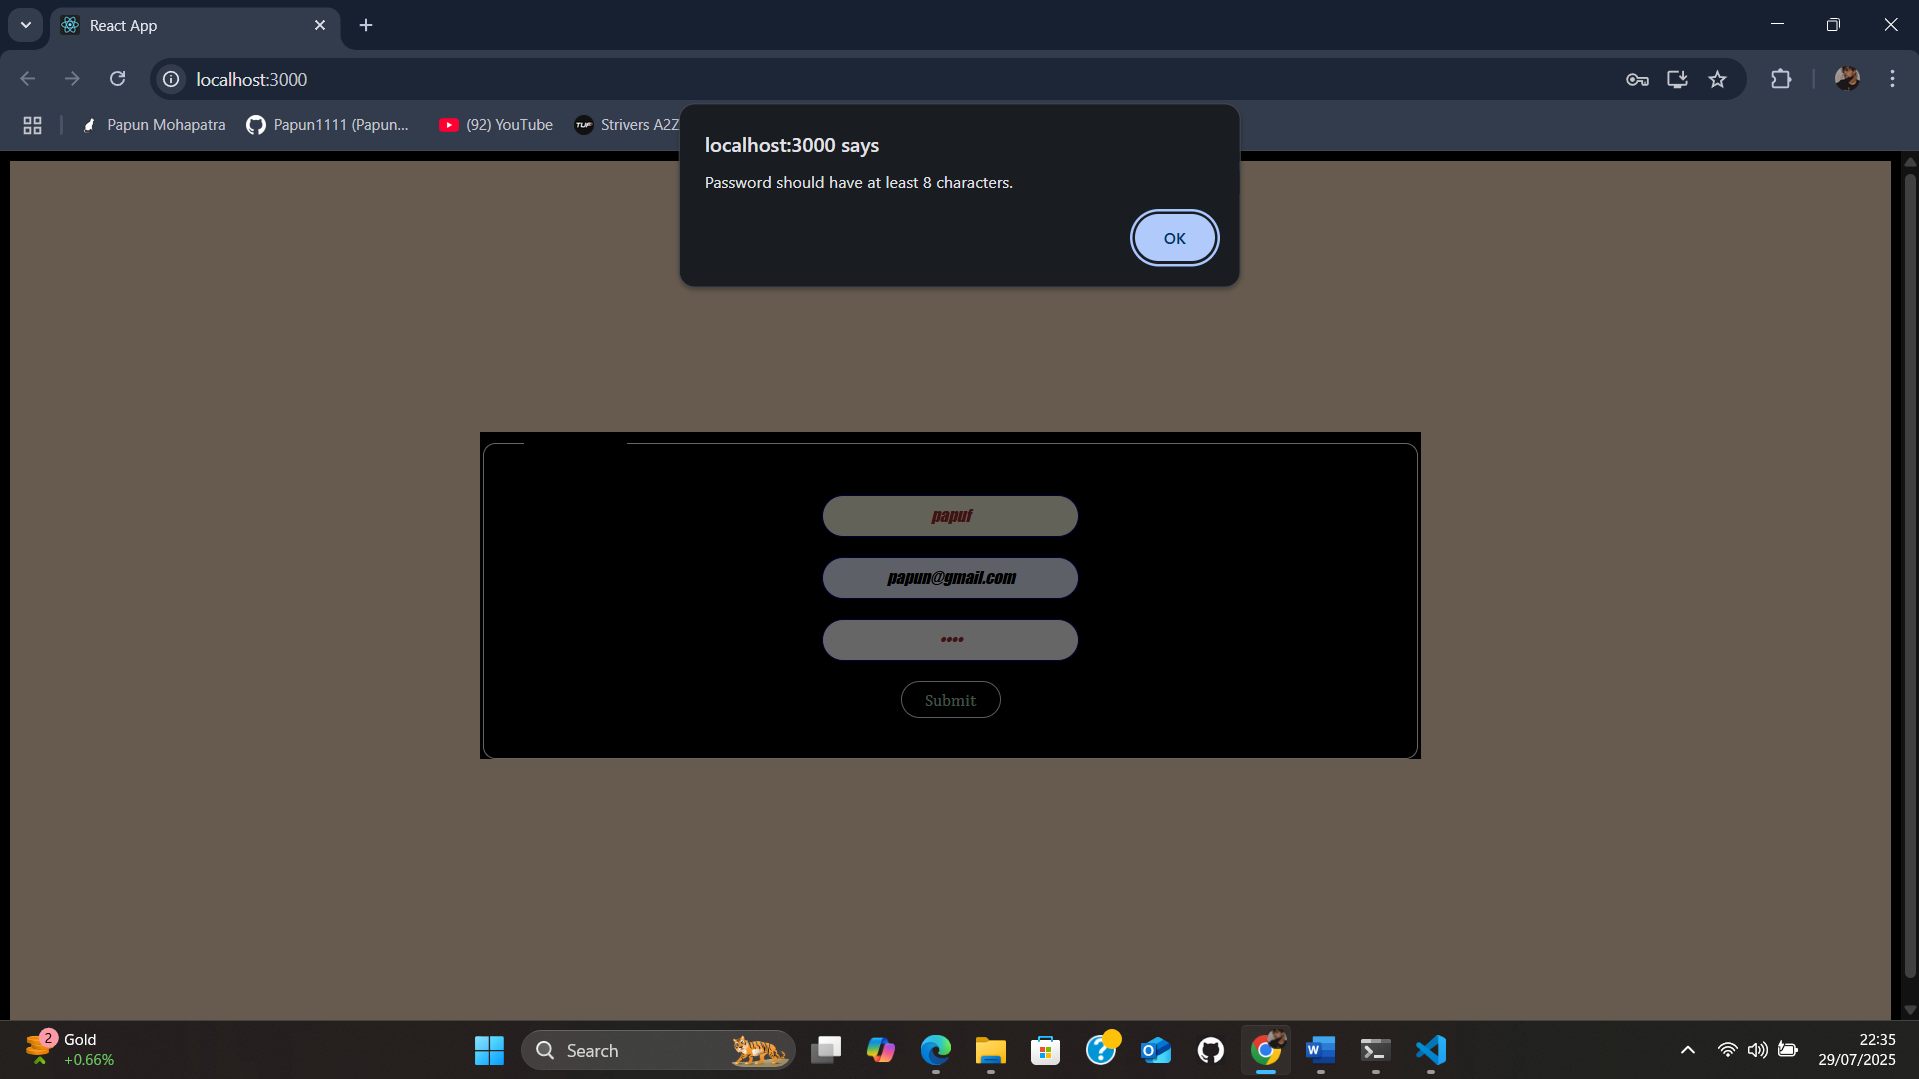 React App
localhost:3000
Papun Mohapatra
Papun1111 (Papun...
(92) YouTube
TUF
Strivers A2Z
localhost:3000 says
Password should have at least 8 characters.
OK
papuf
papun@gmail.com
••••
Submit
2
Gold
+0.66%
Search
22:35
29/07/2025